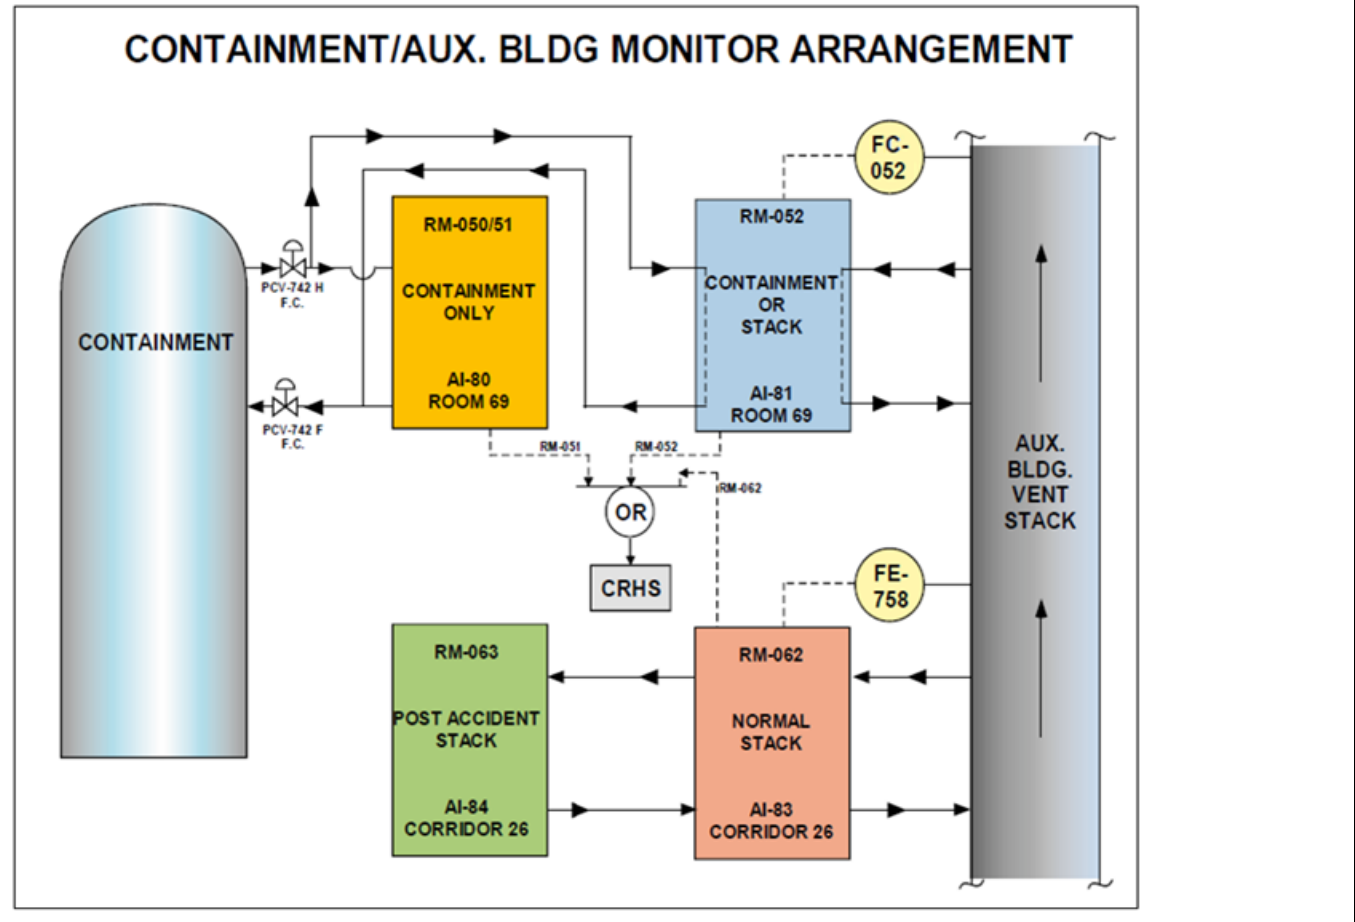 CONTAINMENT/AUX. BLDG MONITOR ARRANGEMENT
FC-
052
RM-050/51
CONTAINMENT
ONLY
AI-80
ROOM 69
RM-052
CONTAINMENT
OR
STACK
AI-81
ROOM 69
PCV-742 H
F.C.
CONTAINMENT
PCV-742 F
F.C.
RM-051
RM-052
RM-062
OR
CRHS
AUX.
BLDG.
VENT
STACK
FE-
758
RM-063
POST ACCIDENT
STACK
AI-84
CORRIDOR 26
RM-062
NORMAL
STACK
AI-83
CORRIDOR 26